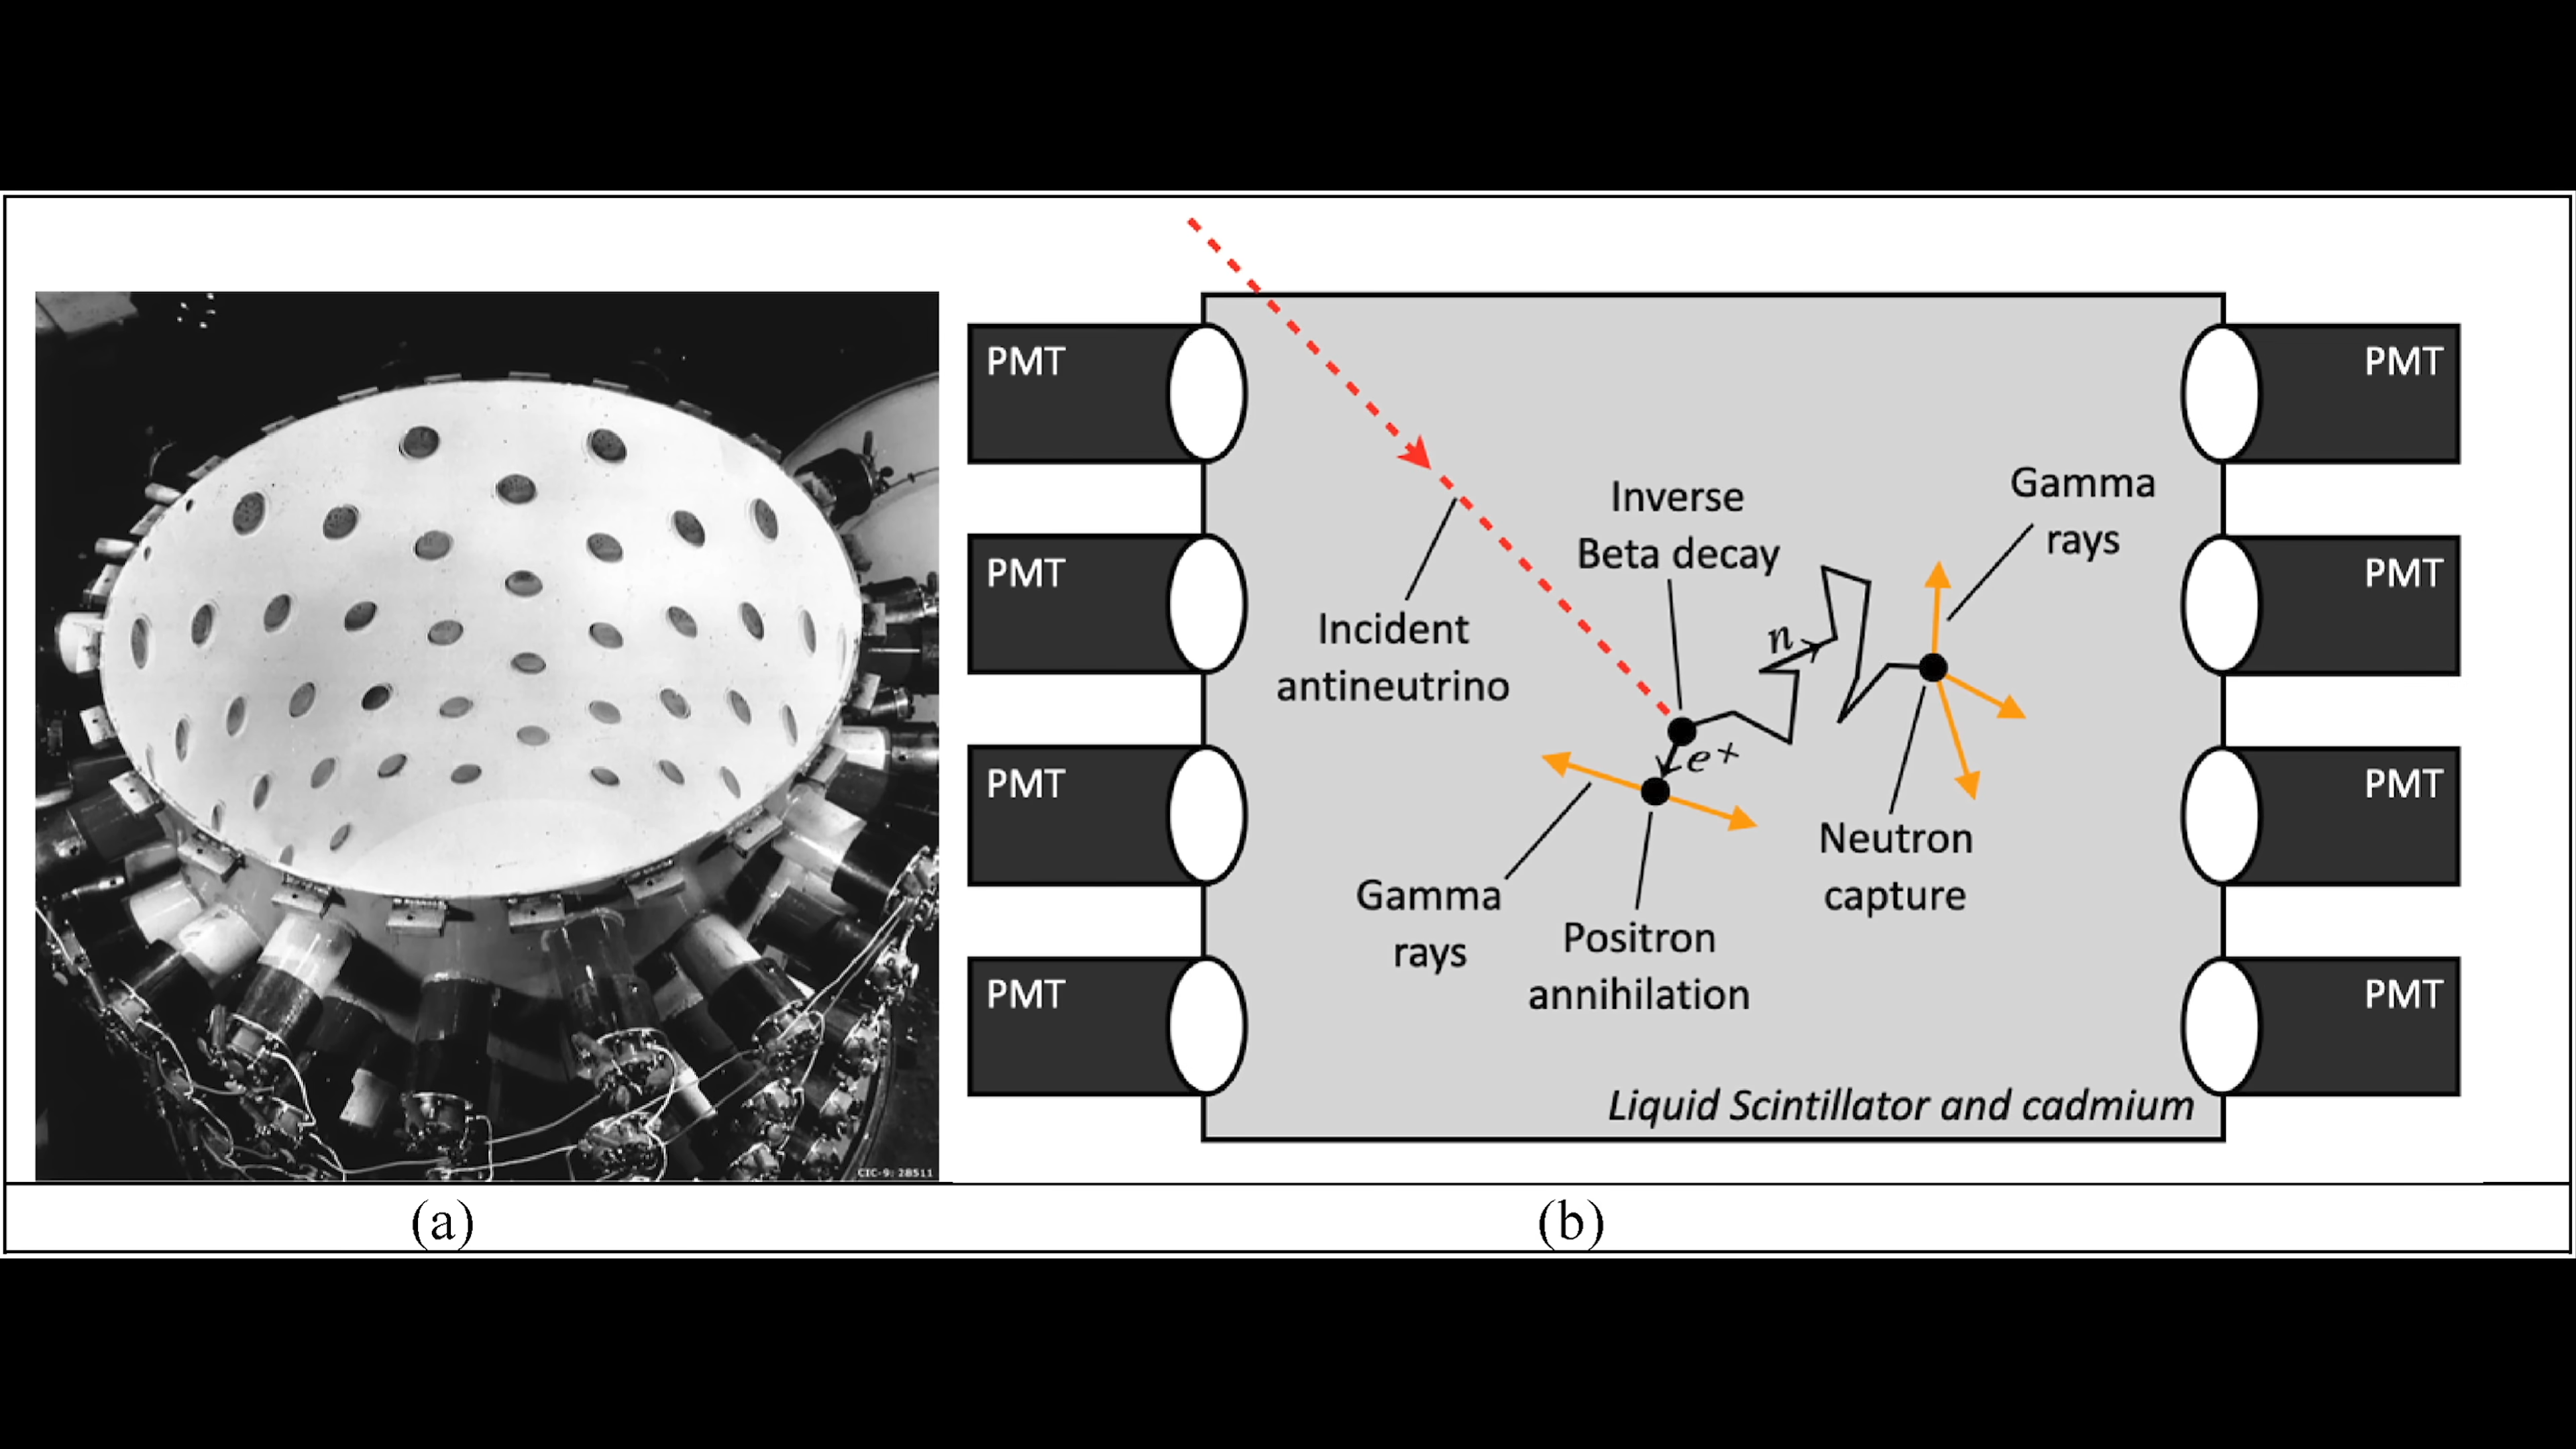 PMT
PMT
PMT
PMT
Incident
antineutrino
Inverse
Beta decay
n
e+
Gamma
rays
Gamma
rays
Positron
annihilation
Neutron
capture
PMT
PMT
PMT
PMT
Liquid Scintillator and cadmium
CIC-9: 28511
(a)
(b)